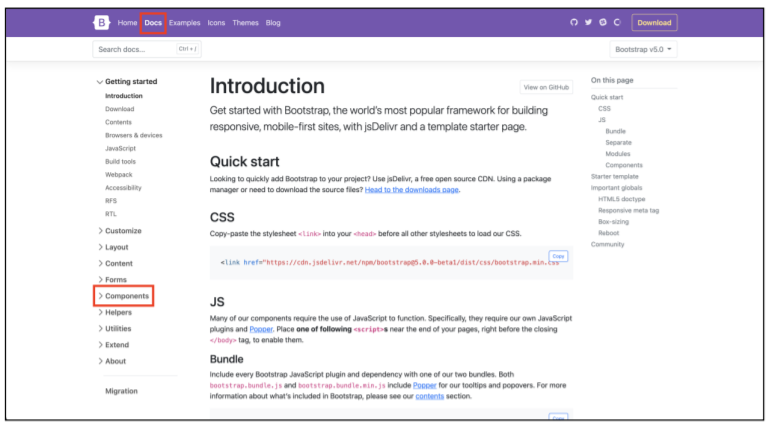 B Home Docs Examples Icons Themes Blog Download
Search docs... Ctrl + / Bootstrap v5.0
Getting started
Introduction
Download
Contents
Browsers & devices
JavaScript
Build tools
Webpack
Accessibility
RFS
RTL
Customize
Layout
Content
Forms
Components
Helpers
Utilities
Extend
About
Migration
Introduction
View on GitHub
Get started with Bootstrap, the world's most popular framework for building
responsive, mobile-first sites, with jsDelivr and a template starter page.
Quick start
Looking to quickly add Bootstrap to your project? Use jsDelivr, a free open source CDN. Using a package
manager or need to download the source files? Head to the downloads page.
CSS
Copy-paste the stylesheet <link> into your <head> before all other stylesheets to load our CSS.
Copy
<link href="https://cdn.jsdelivr.net/npm/bootstrap@5.0.0-beta1/dist/css/bootstrap.min.css"
JS
Many of our components require the use of JavaScript to function. Specifically, they require our own JavaScript
plugins and Popper. Place one of following <script>s near the end of your pages, right before the closing
</body> tag, to enable them.
Bundle
Include every Bootstrap JavaScript plugin and dependency with one of our two bundles. Both
bootstrap.bundle.js and bootstrap.bundle.min.js include Popper for our tooltips and popovers. For more
information about what's included in Bootstrap, please see our contents section.
Copy
On this page
Quick start
CSS
JS
Bundle
Separate
Modules
Components
Starter template
Important globals
HTML5 doctype
Responsive meta tag
Box-sizing
Reboot
Community